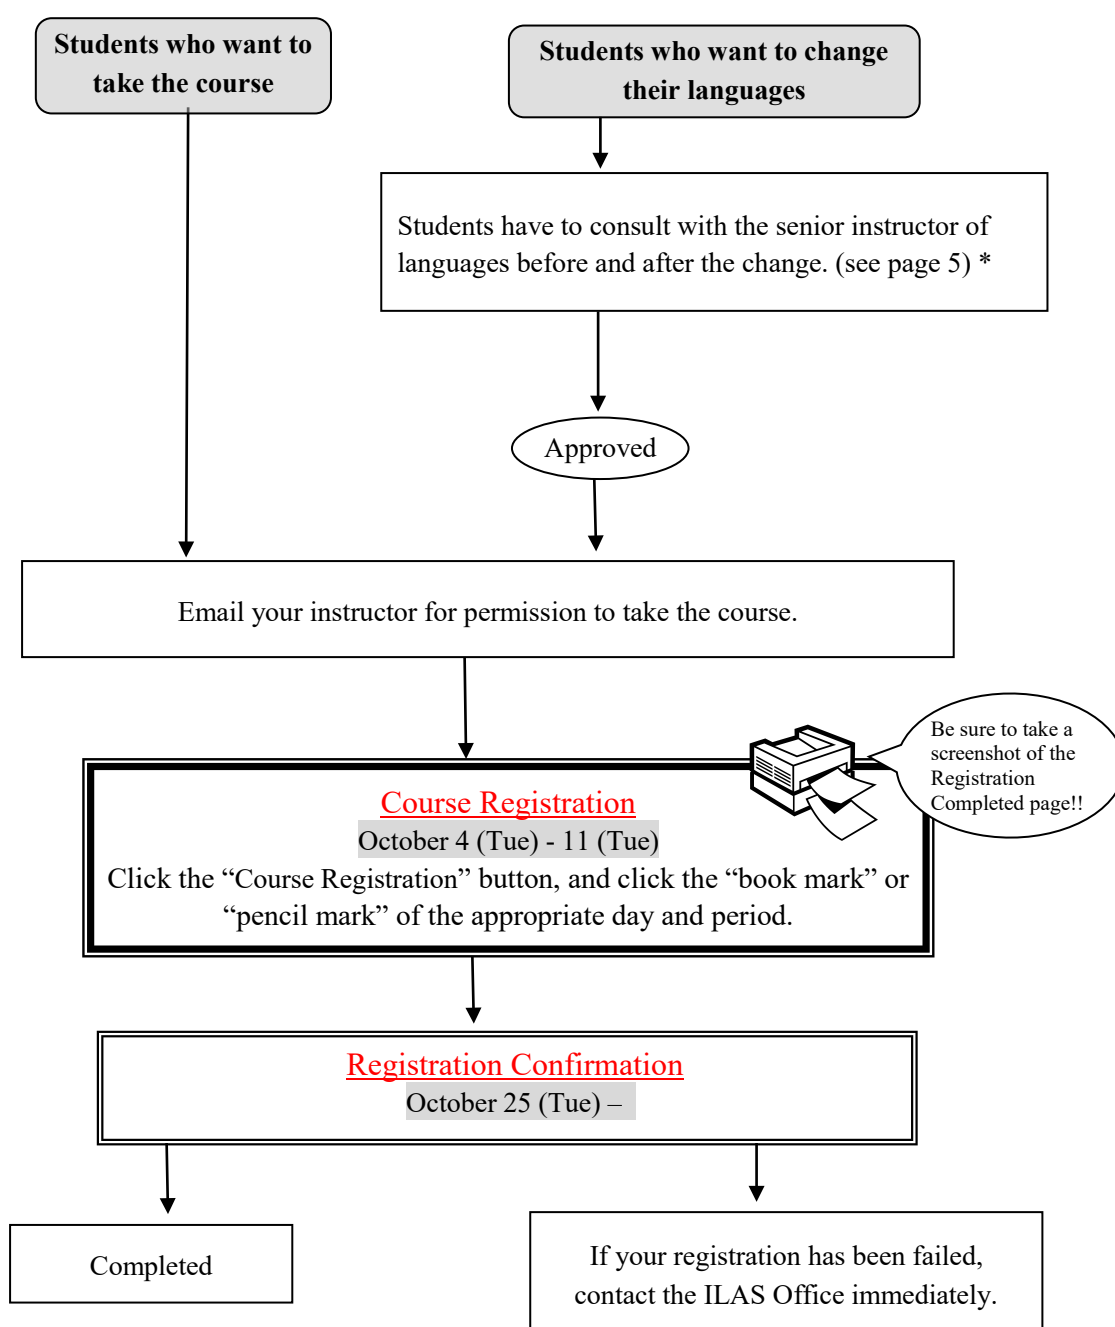 Students who want to
take the course
Students who want to change
their languages
Students have to consult with the senior instructor of
languages before and after the change. (see page 5) *
Approved
Email your instructor for permission to take the course.
Be sure to take a
screenshot of the
Registration
Completed page!!
Course Registration
October 4 (Tue) - 11 (Tue)
Click the “Course Registration” button, and click the “book mark” or
“pencil mark” of the appropriate day and period.
Registration Confirmation
October 25 (Tue) –
Completed
If your registration has been failed,
contact the ILAS Office immediately.